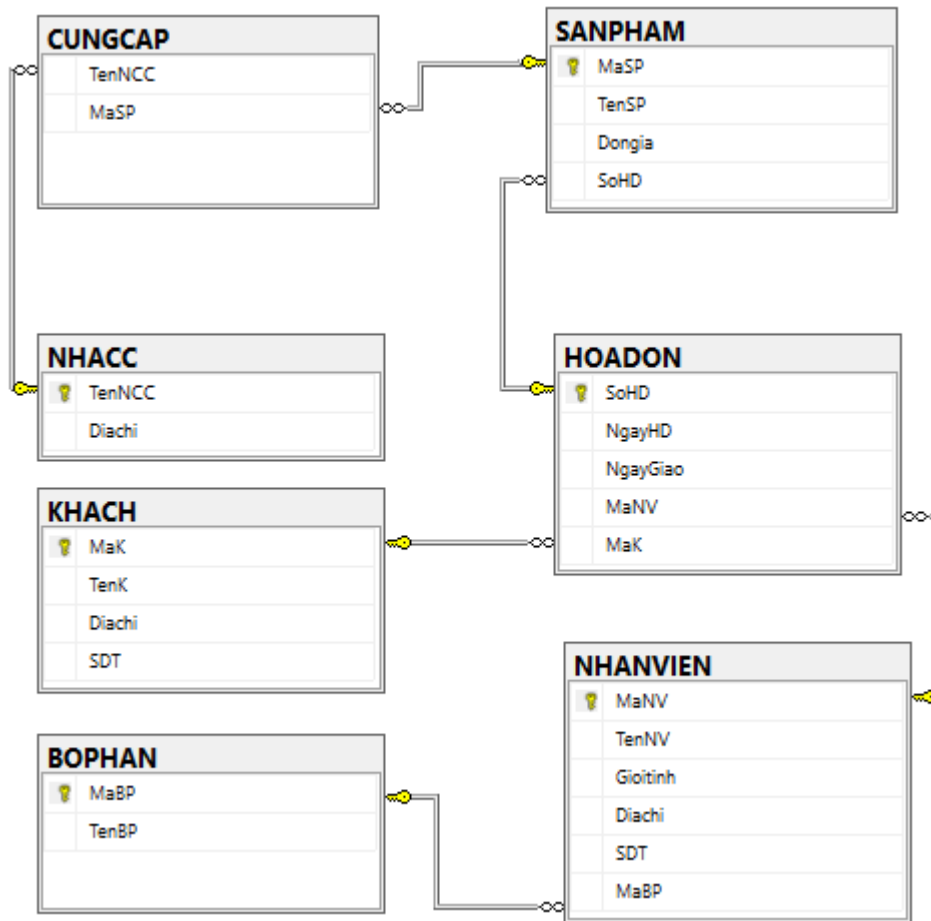 CUNGCAP
TenNCC
MaSP
SANPHAM
MaSP
TenSP
Dongia
SoHD
NHACC
TenNCC
Diachi
HOADON
SoHD
NgayHD
NgayGiao
MaNV
MaK
KHACH
MaK
TenK
Diachi
SDT
NHANVIEN
MaNV
TenNV
Gioitinh
Diachi
SDT
MaBP
BOPHAN
MaBP
TenBP